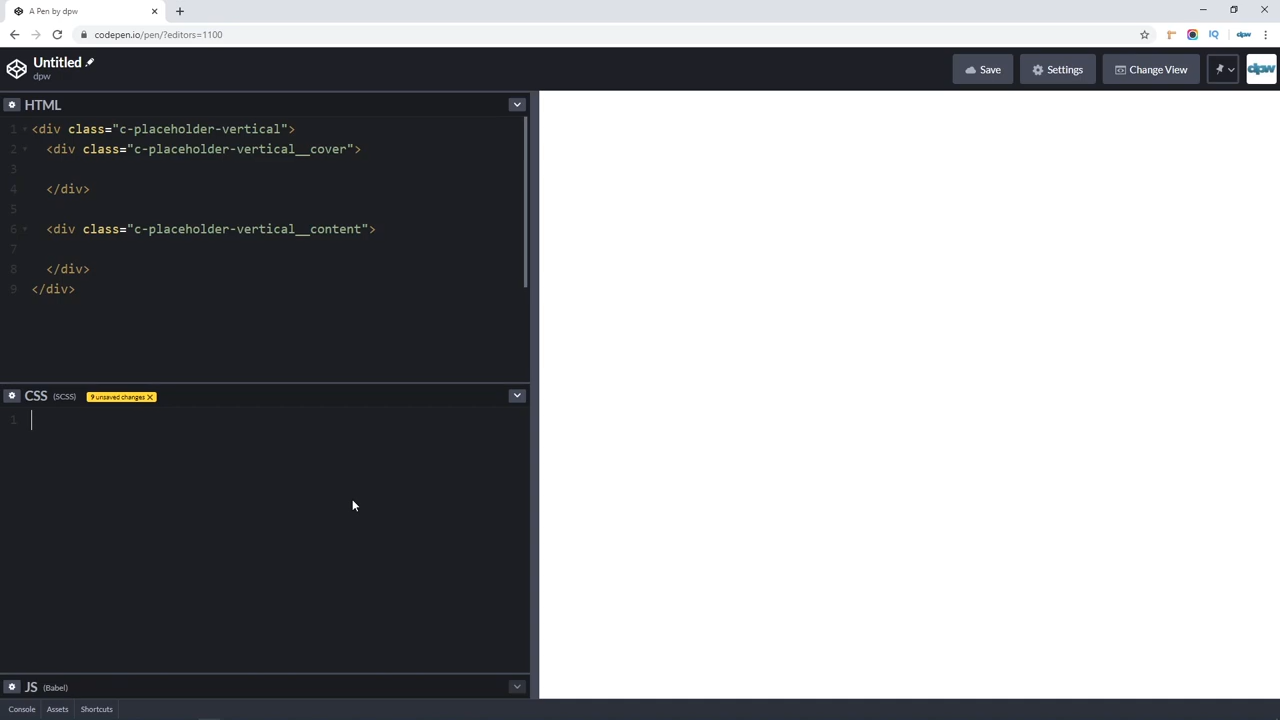 A Pen by dpw
codepen.io/pen/?editors=1100
IQ
dpw
Untitled
dpw
Save
Settings
Change View
dpw
HTML
1 <div class="c-placeholder-vertical">
2 <div class="c-placeholder-vertical__cover">
3
4 </div>
5
6 <div class="c-placeholder-vertical__content">
7
8 </div>
9 </div>
CSS (SCSS) 9 unsaved changes
1
JS (Babel)
Console Assets Shortcuts